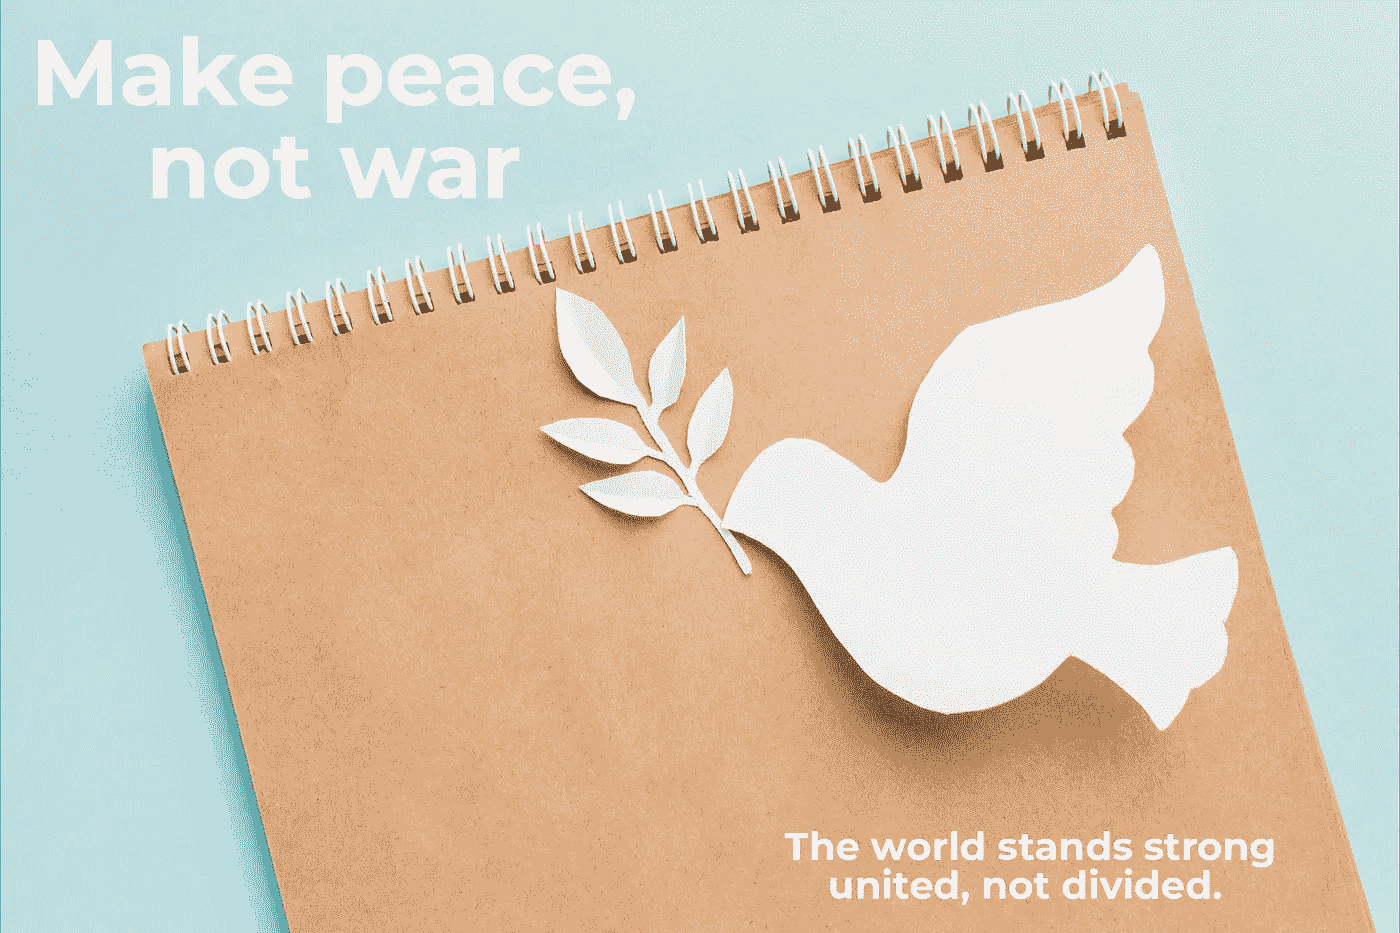 Make peace,
not war
The world stands strong
united, not divided.